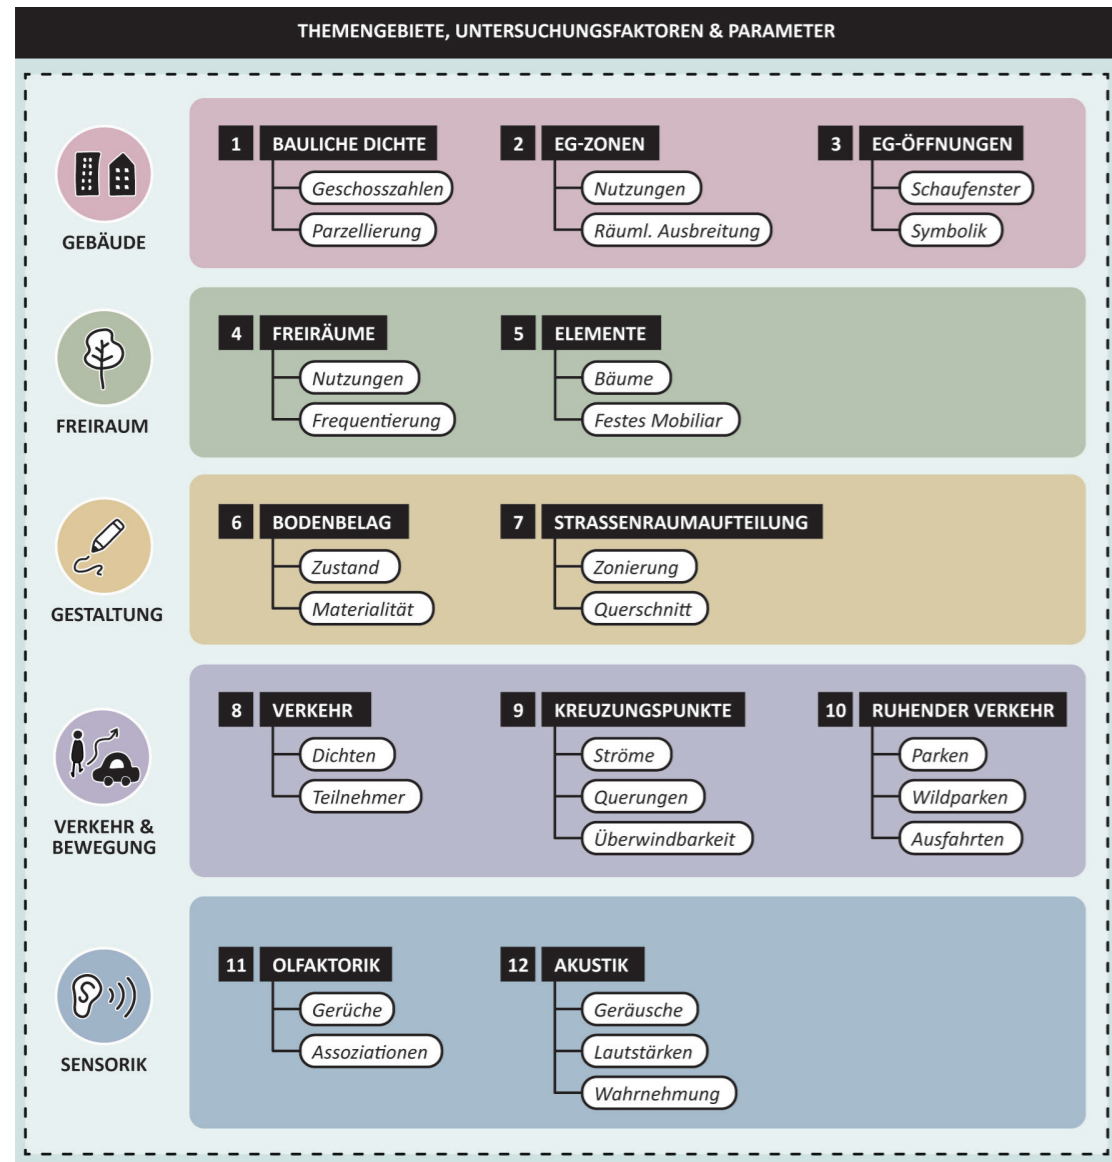 THEMENGEBIETE, UNTERSUCHUNGSFAKTOREN & PARAMETER
GEBÄUDE
1 BAULICHE DICHTE
Geschosszahlen
Parzellierung
2 EG-ZONEN
Nutzungen
Räuml. Ausbreitung
3 EG-ÖFFNUNGEN
Schaufenster
Symbolik
FREIRAUM
4 FREIRÄUME
Nutzungen
Frequentierung
5 ELEMENTE
Bäume
Festes Mobiliar
GESTALTUNG
6 BODENBELAG
Zustand
Materialität
7 STRASSENRAUMAUFTEILUNG
Zonierung
Querschnitt
VERKEHR &
BEWEGUNG
8 VERKEHR
Dichten
Teilnehmer
9 KREUZUNGSPUNKTE
Ströme
Querungen
Überwindbarkeit
10 RUHENDER VERKEHR
Parken
Wildparken
Ausfahrten
SENSORIK
11 OLFAKTORIK
Gerüche
Assoziationen
12 AKUSTIK
Geräusche
Lautstärken
Wahrnehmung